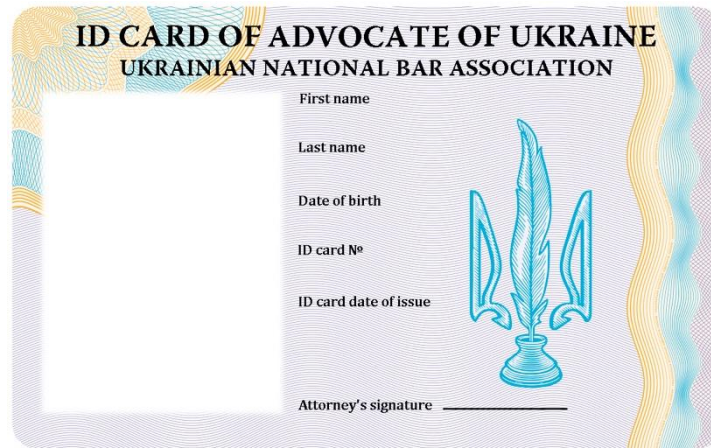 ID CARD OF ADVOCATE OF UKRAINE
UKRAINIAN NATIONAL BAR ASSOCIATION
First name
Last name
Date of birth
ID card №
ID card date of issue
Attorney's signature